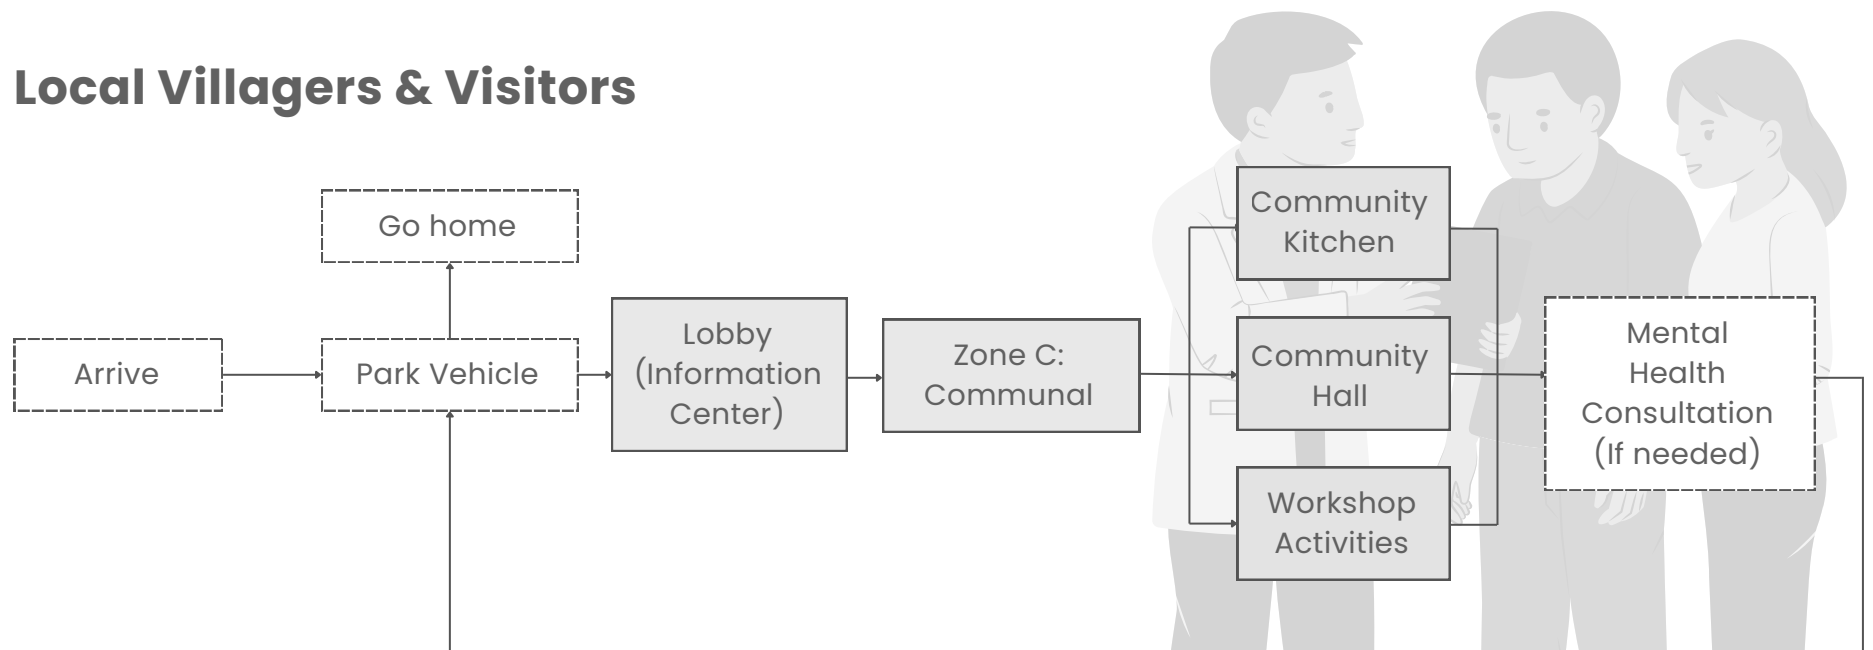 Local Villagers & Visitors
Go home
Arrive
Park Vehicle
Lobby
(Information
Center)
Zone C:
Communal
Community
Kitchen
Community
Hall
Workshop
Activities
Mental
Health
Consultation
(If needed)